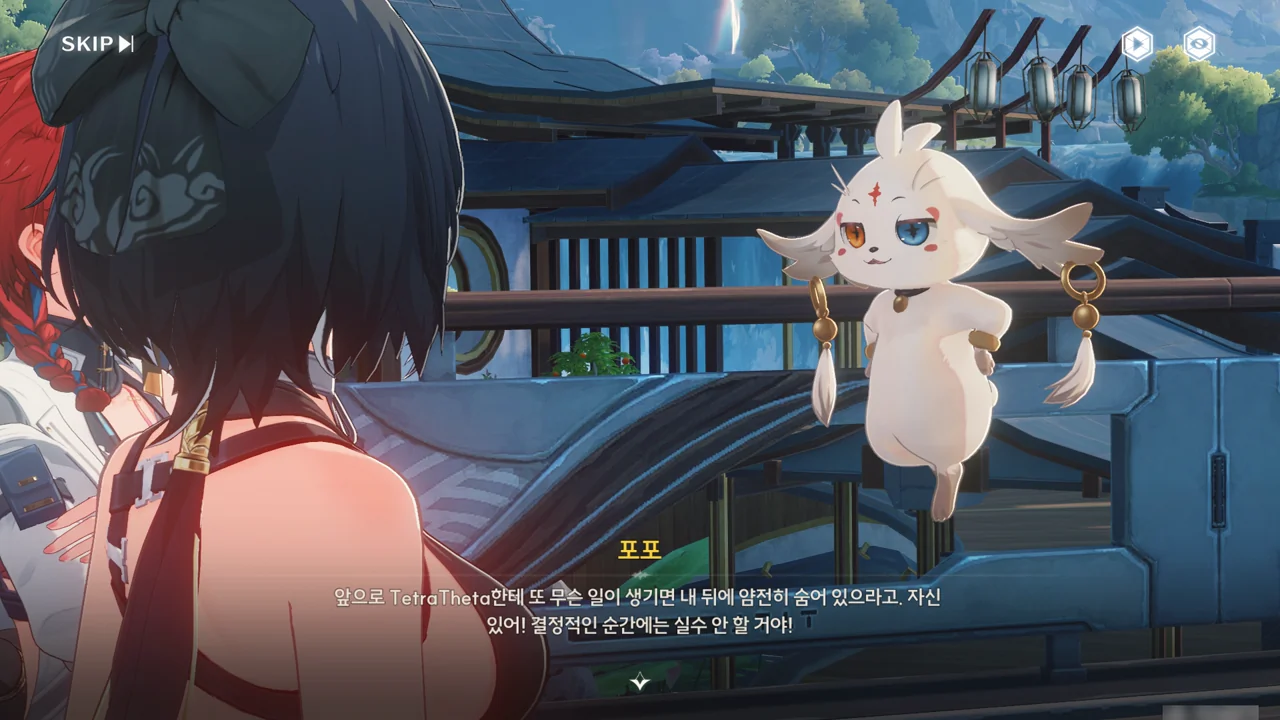 SKIP
포포
앞으로 TetraTheta한테 또 무슨 일이 생기면 내 뒤에 얌전히 숨어 있으라고. 자신
있어! 결정적인 순간에는 실수 안 할 거야!